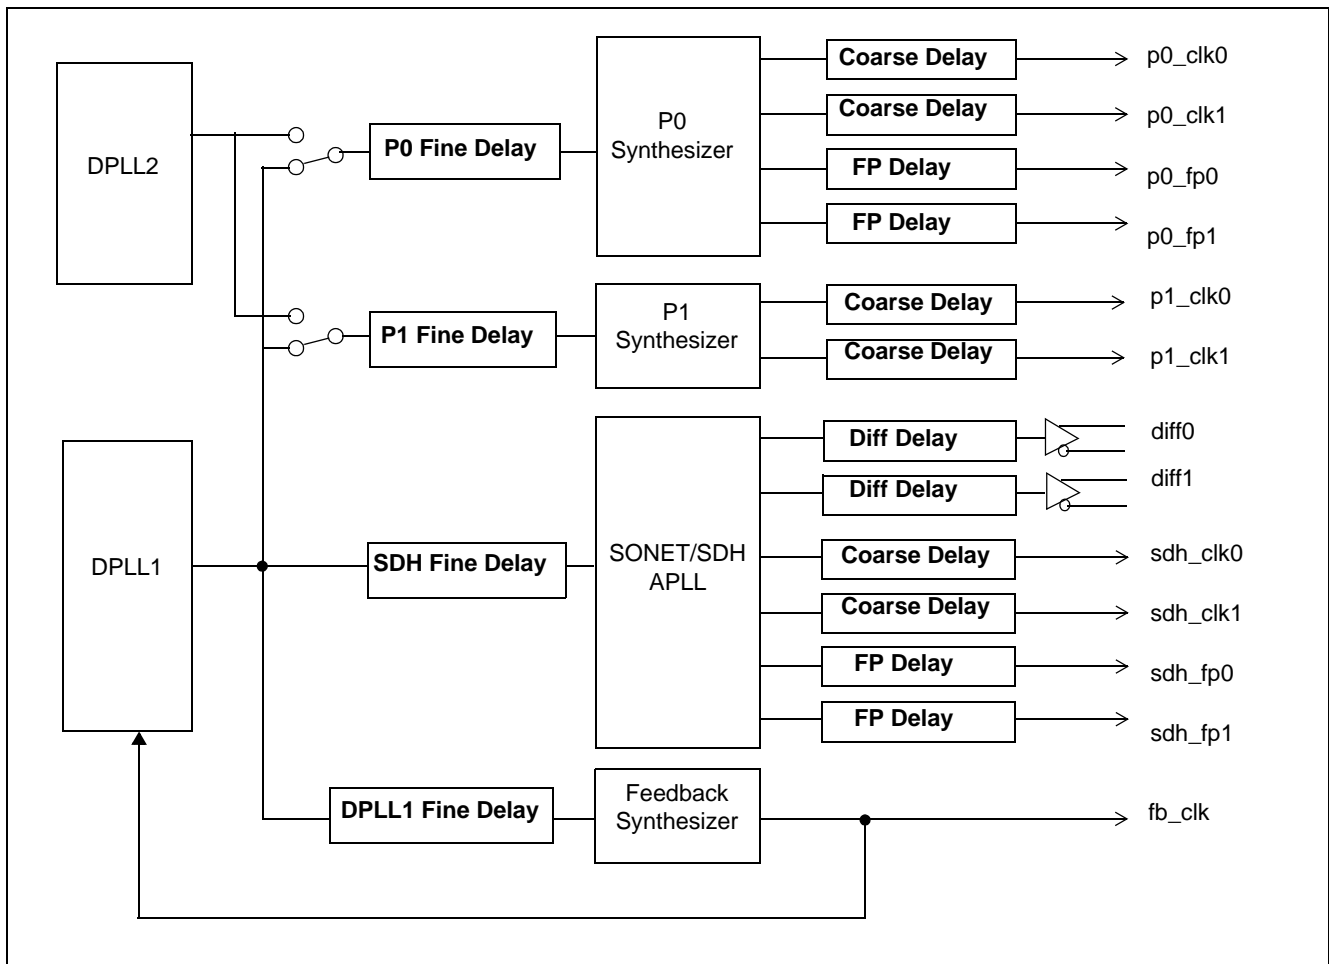 DPLL2
P0 Fine Delay
P0
Synthesizer
Coarse Delay
p0_clk0
Coarse Delay
p0_clk1
FP Delay
p0_fp0
FP Delay
p0_fp1
P1 Fine Delay
P1
Synthesizer
Coarse Delay
p1_clk0
Coarse Delay
p1_clk1
DPLL1
SDH Fine Delay
SONET/SDH
APLL
Diff Delay
diff0
Diff Delay
diff1
Coarse Delay
sdh_clk0
Coarse Delay
sdh_clk1
FP Delay
sdh_fp0
FP Delay
sdh_fp1
DPLL1 Fine Delay
Feedback
Synthesizer
fb_clk